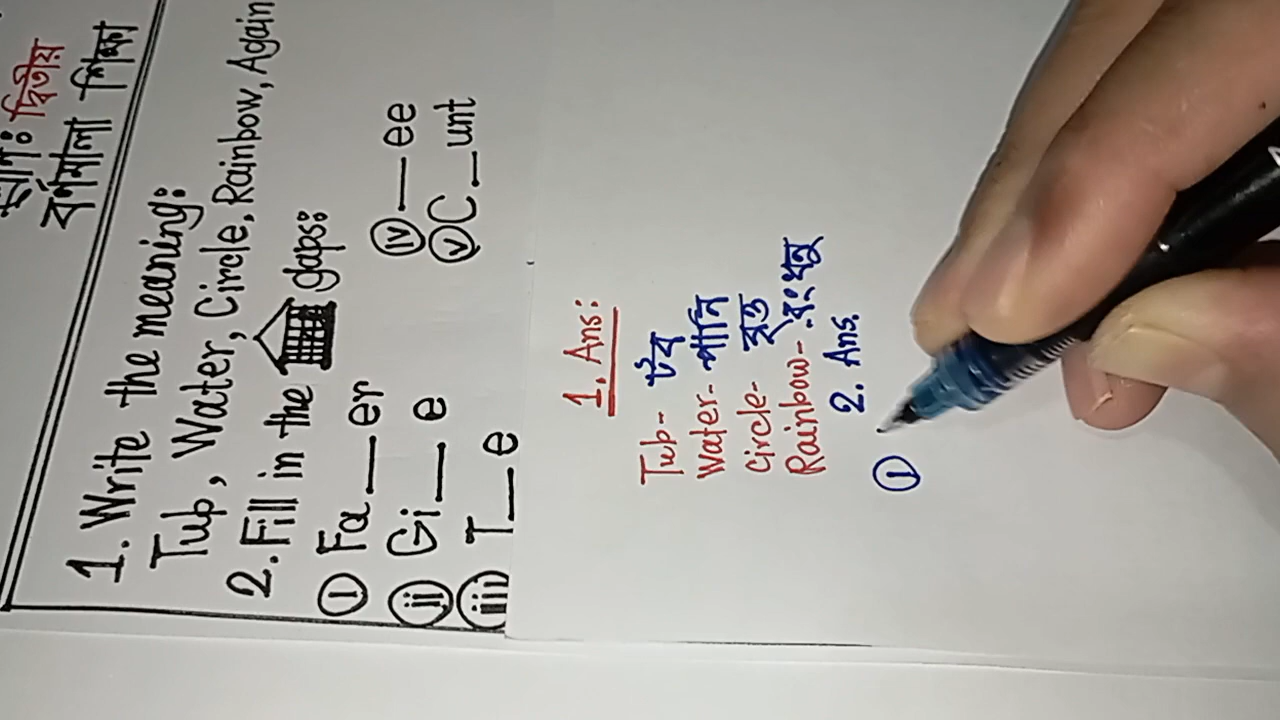 দ্বিতীয়
বর্ণমালা শিক্ষা
1. Write the meaning:
Tub, Water, Circle, Rainbow, Again
2. Fill in the gaps:
i Fa__er
ii Gi__e
iii T__e
iv __ee
v C_unt
1. Ans:
Tub- টব
Water- পানি
Circle- বৃত্ত
Rainbow- রংধনু
2. Ans.
i